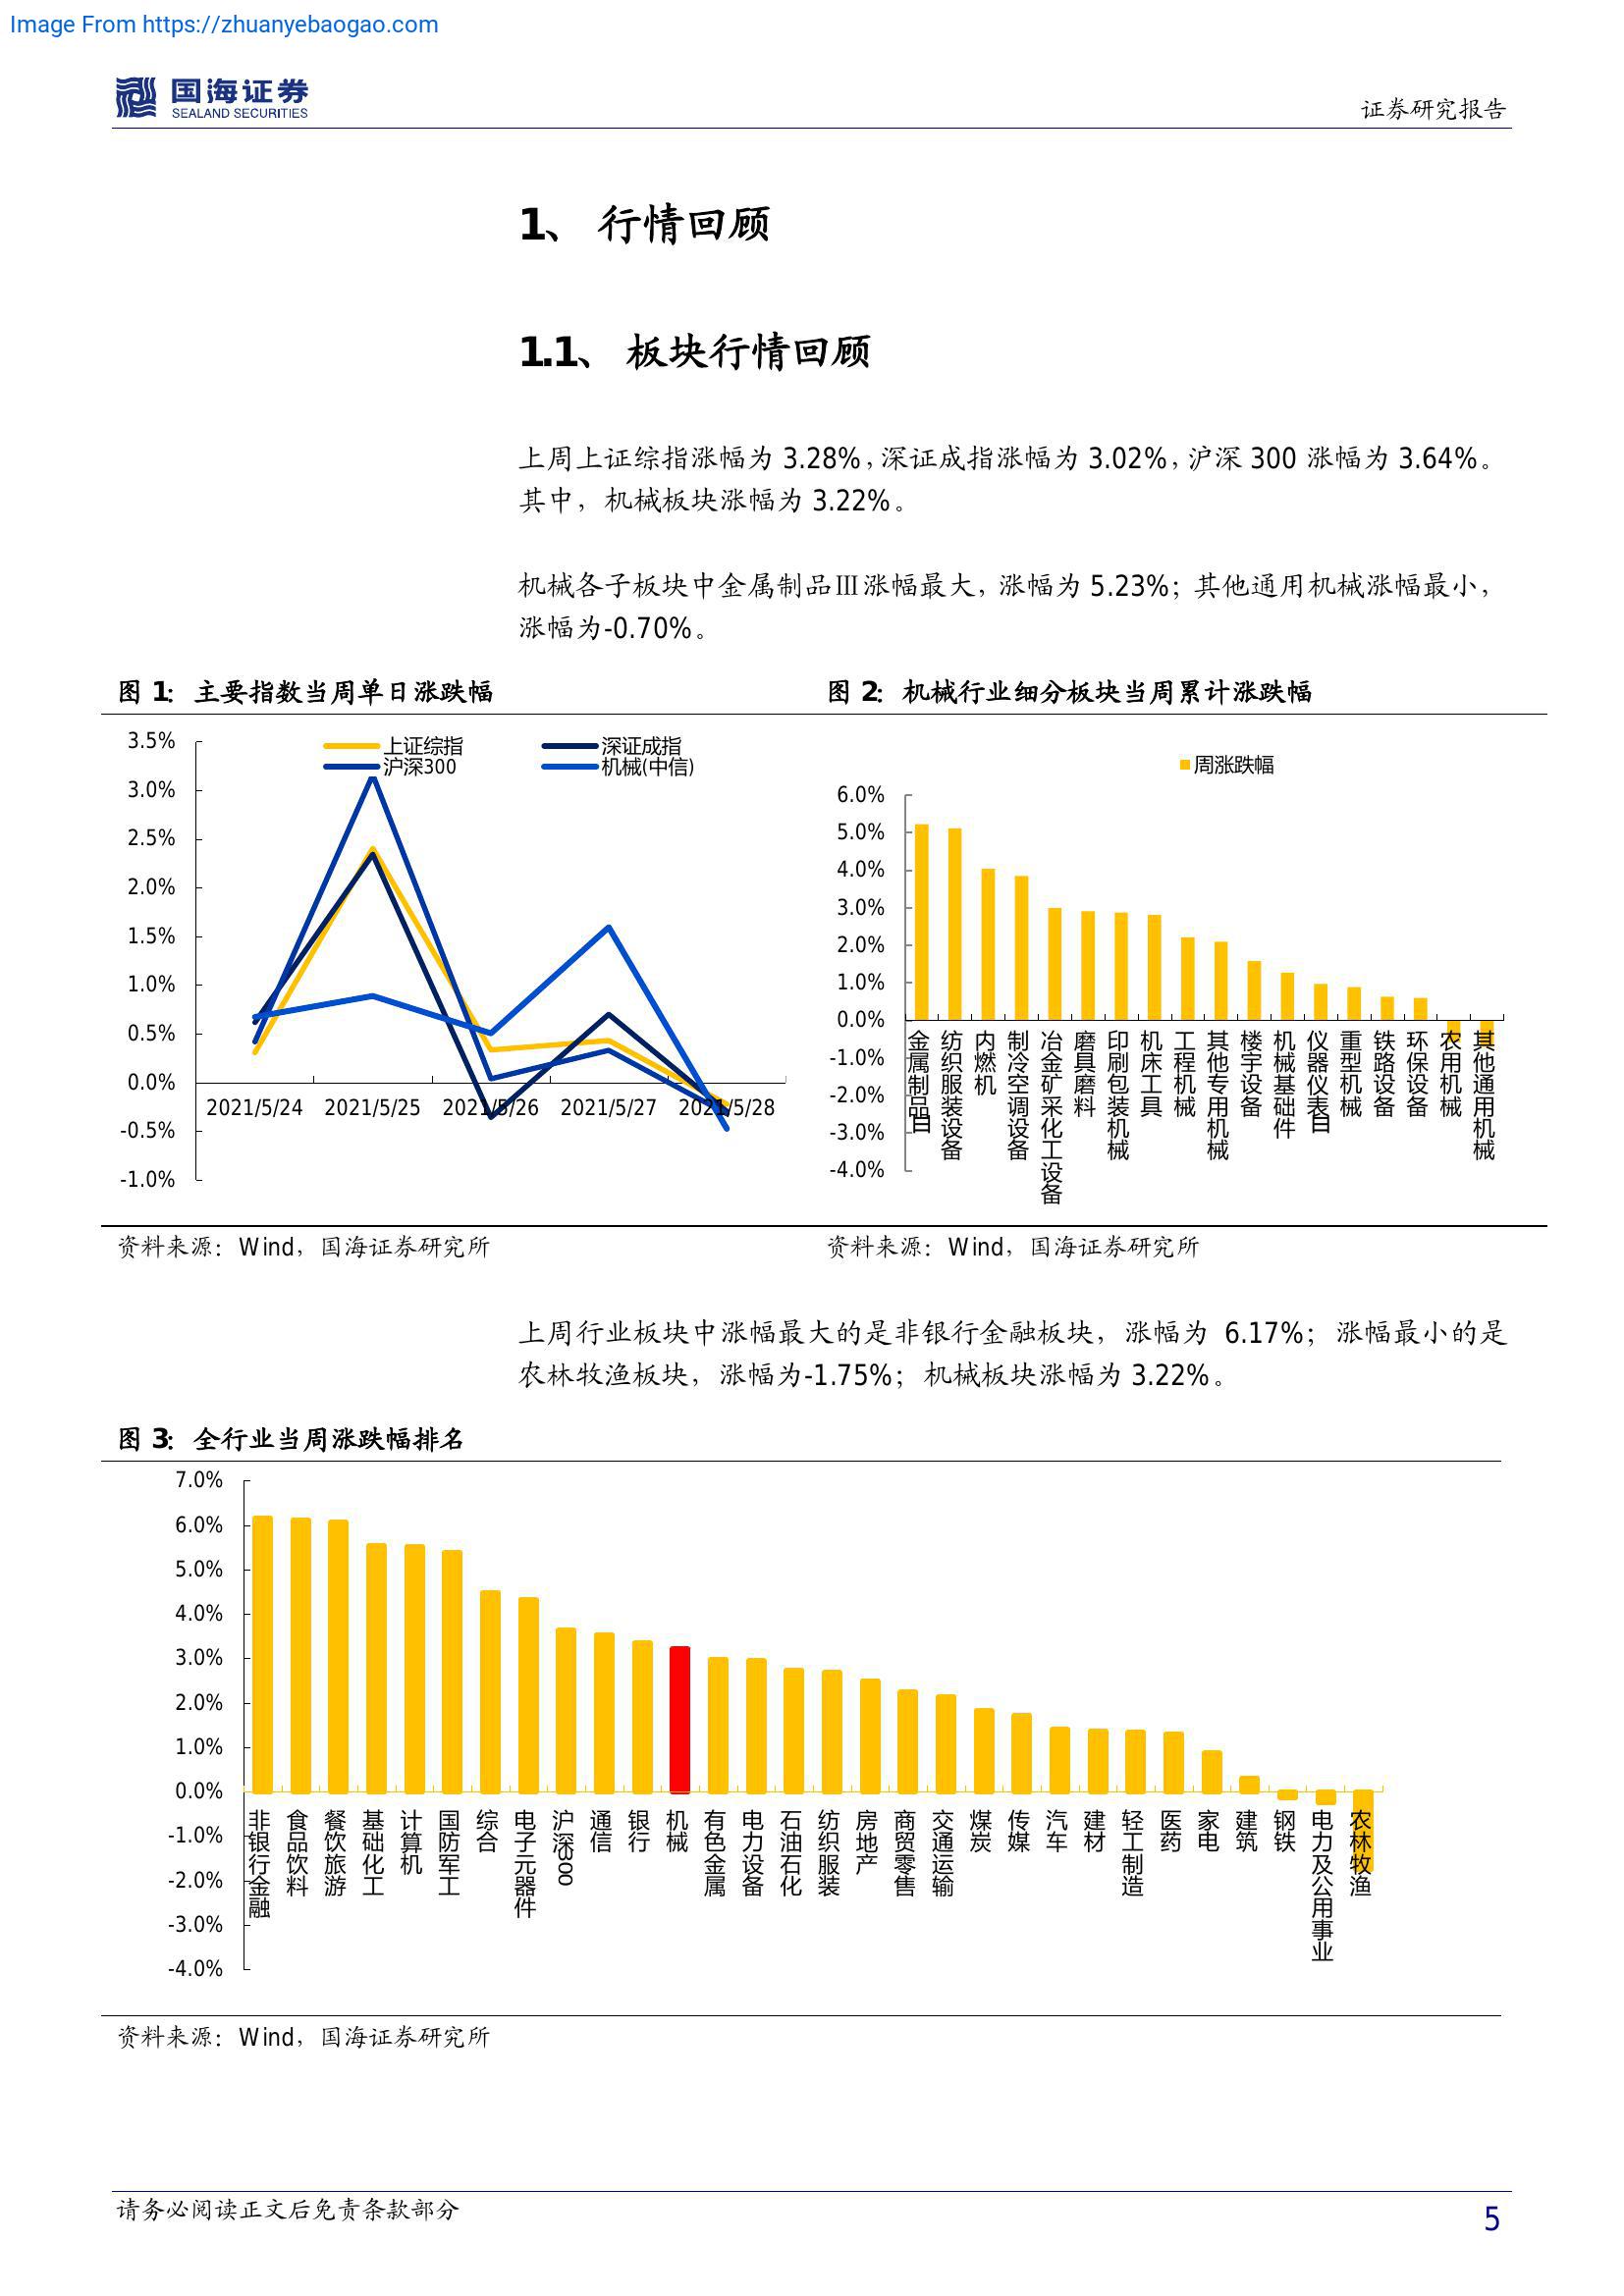 Image From https://zhuanyebaogao.com
国海证券
SEALAND SECURITIES
证券研究报告
1、 行情回顾
1.1、 板块行情回顾
上周上证综指涨幅为 3.28%，深证成指涨幅为 3.02%，沪深 300 涨幅为 3.64%。
其中，机械板块涨幅为 3.22%。
机械各子板块中金属制品Ⅲ涨幅最大，涨幅为 5.23%；其他通用机械涨幅最小，
涨幅为-0.70%。
图 1：主要指数当周单日涨跌幅
上证综指
深证成指
沪深300
机械(中信)
3.5%
3.0%
2.5%
2.0%
1.5%
1.0%
0.5%
0.0%
-0.5%
-1.0%
2021/5/24
2021/5/25
2021/5/26
2021/5/27
2021/5/28
资料来源：Wind，国海证券研究所
图 2：机械行业细分板块当周累计涨跌幅
周涨跌幅
6.0%
5.0%
4.0%
3.0%
2.0%
1.0%
0.0%
-1.0%
-2.0%
-3.0%
-4.0%
金属制品Ⅲ
纺织服装设备
内燃机
制冷空调设备
冶金矿采化工设备
磨具磨料
印刷包装机械
机床工具
工程机械
其他专用机械
楼宇设备
机械基础件
仪器仪表Ⅲ
重型机械
铁路设备
环保设备
农用机械
其他通用机械
资料来源：Wind，国海证券研究所
上周行业板块中涨幅最大的是非银行金融板块，涨幅为 6.17%；涨幅最小的是
农林牧渔板块，涨幅为-1.75%；机械板块涨幅为 3.22%。
图 3：全行业当周涨跌幅排名
7.0%
6.0%
5.0%
4.0%
3.0%
2.0%
1.0%
0.0%
-1.0%
-2.0%
-3.0%
-4.0%
非银行金融
食品饮料
餐饮旅游
基础化工
计算机
国防军工
综合
电子元器件
沪深300
通信
银行
机械
有色金属
电力设备
石油石化
纺织服装
房地产
商贸零售
交通运输
煤炭
传媒
汽车
建材
轻工制造
医药
家电
建筑
钢铁
电力及公用事业
农林牧渔
资料来源：Wind，国海证券研究所
请务必阅读正文后免责条款部分
5